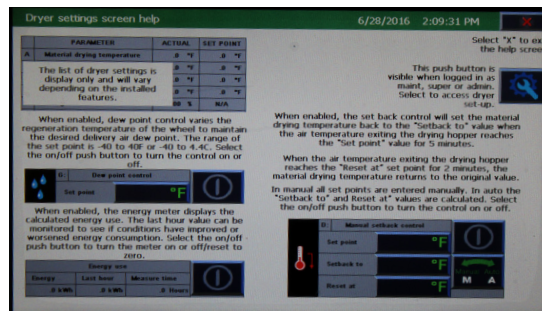 Dryer settings screen help
6/28/2016 2:09:31 PM
PARAMETER ACTUAL SET POINT
A Material drying temperature .0 °F .0 °F
.0 °F .0 °F
.0 °F .0 °F
.0 °F .0 °F
00 % N/A
The list of dryer settings is
display only and will vary
depending on the installed
features.
When enabled, dew point control varies the
regeneration temperature of the wheel to maintain
the desired delivery air dew point. The range of
the set point is -40 to 40F or -40 to 4.4C. Select
the on/off push button to turn the control on or
off.
G: Dew point control
Set point °F
When enabled, the energy meter displays the
calculated energy use. The last hour value can be
monitored to see if conditions have improved or
worsened energy consumption. Select the on/off
push button to turn the meter on or off/reset to
zero.
Energy use
Energy Last hour Measure time
.0 kWh .0 kWh .0 Hours
Select "X" to ex
the help scree
This push button is
visible when logged in as
maint, super or admin.
Select to access dryer
set-up.
When enabled, the set back control will set the material
drying temperature back to the "Setback to" value when
the air temperature exiting the drying hopper
reaches the "Set point" value for 5 minutes.
When the air temperature exiting the drying hopper
reaches the "Reset at" set point for 2 minutes, the
material drying temperature returns to the original value.
In manual all set points are entered manually. In auto the
"Setback to" and Reset at" values are calculated. Select
the on/off push button to turn the control on or off.
Manual setback control
Set point °F
Setback to °F
Reset at °F
M A